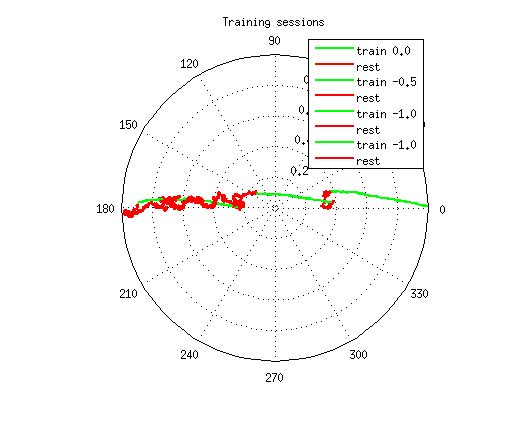 Training sessions
90
120
150
180
210
240
270
300
330
0
0.2
train 0.0
rest
train -0.5
rest
train -1.0
rest
train -1.0
rest